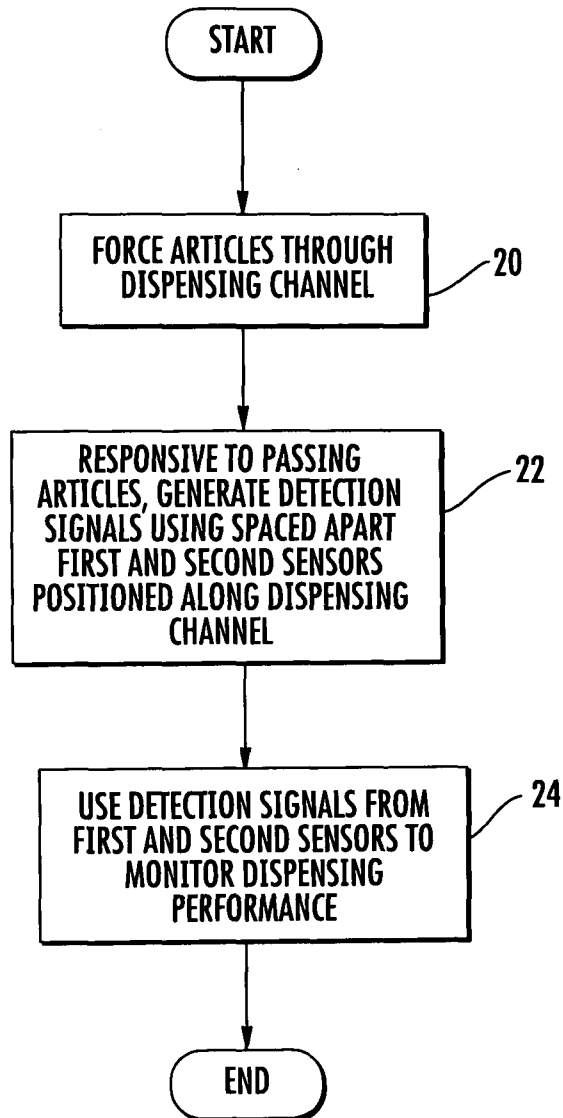 START
FORCE ARTICLES THROUGH
DISPENSING CHANNEL
20
RESPONSIVE TO PASSING
ARTICLES, GENERATE DETECTION
SIGNALS USING SPACED APART
FIRST AND SECOND SENSORS
POSITIONED ALONG DISPENSING
CHANNEL
22
USE DETECTION SIGNALS FROM
FIRST AND SECOND SENSORS TO
MONITOR DISPENSING
PERFORMANCE
24
END